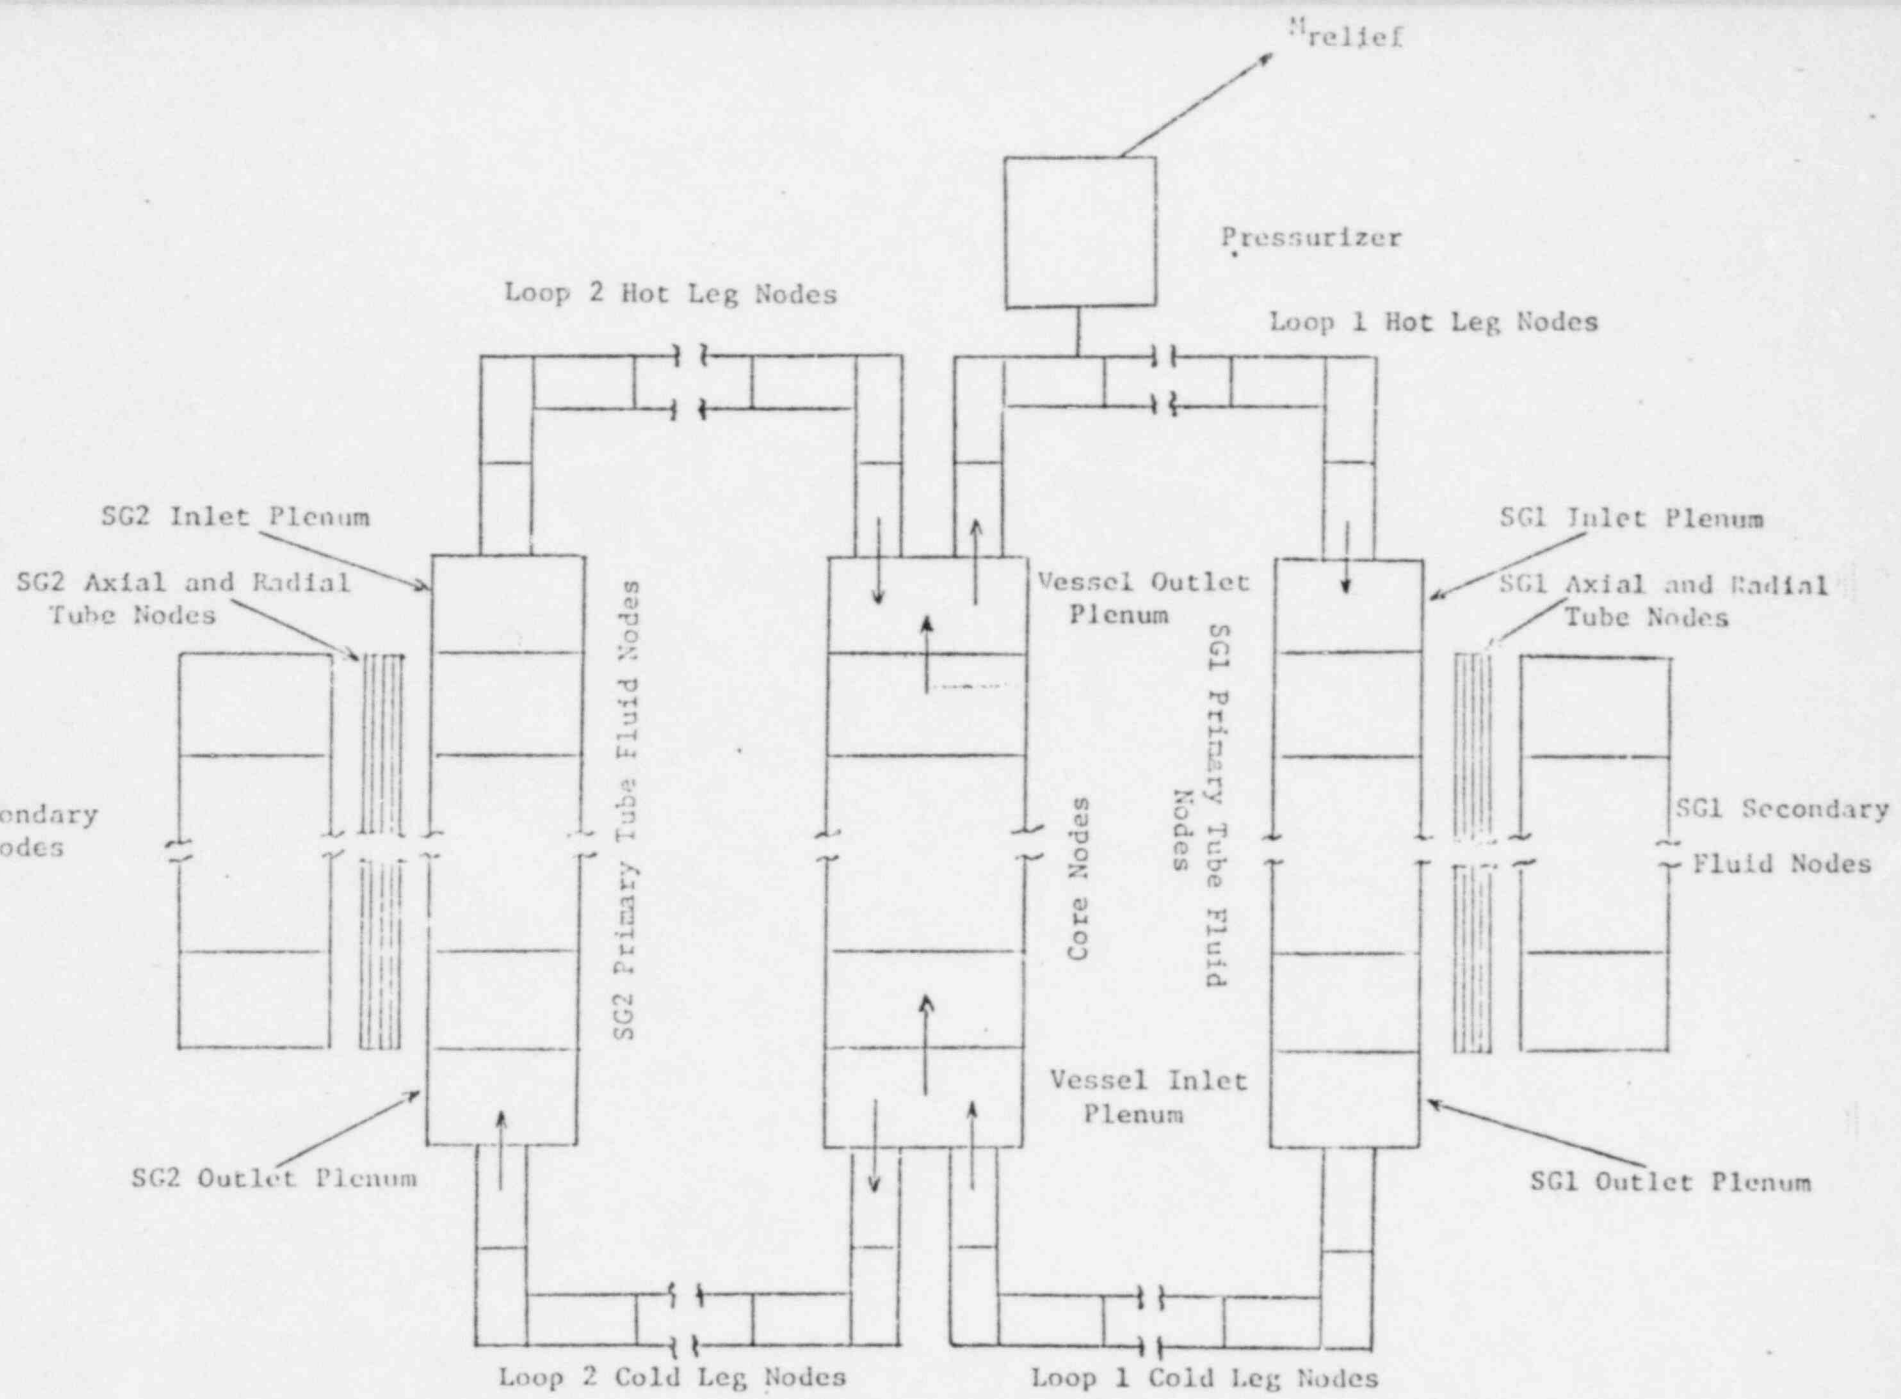 Mrelief
Pressurizer
Loop 2 Hot Leg Nodes
Loop 1 Hot Leg Nodes
SG2 Inlet Plenum
SG1 Inlet Plenum
SG2 Axial and Radial
Tube Nodes
Vessel Outlet
Plenum
SG1 Axial and Radial
Tube Nodes
SG2 Primary Tube Fluid Nodes
SG1 Primary Tube Fluid
Nodes
Core Nodes
ondary
odes
SG1 Secondary
Fluid Nodes
Vessel Inlet
Plenum
SG2 Outlet Plenum
SG1 Outlet Plenum
Loop 2 Cold Leg Nodes
Loop 1 Cold Leg Nodes